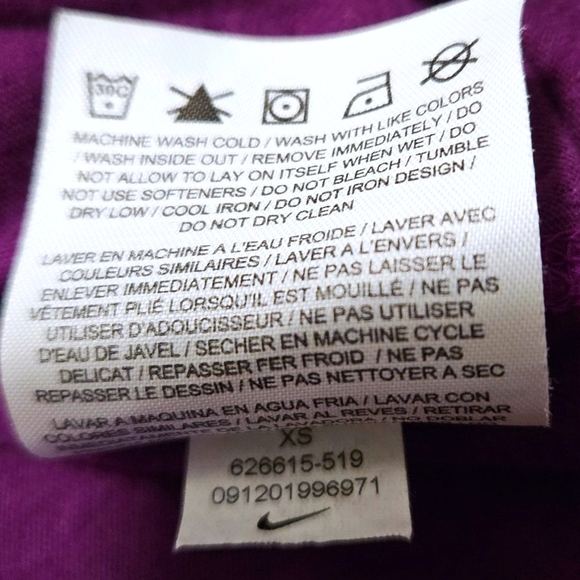 30C
MACHINE WASH COLD / WASH WITH LIKE COLORS
/ WASH INSIDE OUT / REMOVE IMMEDIATELY / DO
NOT ALLOW TO LAY ON ITSELF WHEN WET / DO
NOT USE SOFTENERS / DO NOT BLEACH / TUMBLE
DRY LOW / COOL IRON / DO NOT IRON DESIGN /
DO NOT DRY CLEAN
LAVER EN MACHINE A L'EAU FROIDE / LAVER AVEC
COULEURS SIMILAIRES / LAVER A L'ENVERS /
ENLEVER IMMEDIATEMENT / NE PAS LAISSER LE
VÊTEMENT PLIÉ LORSQU'IL EST MOUILLÉ / NE PAS
UTILISER D'ADOUCISSEUR / NE PAS UTILISER
D'EAU DE JAVEL / SECHER EN MACHINE CYCLE
DELICAT / REPASSER FER FROID / NE PAS
REPASSER LE DESSIN / NE PAS NETTOYER A SEC
LAVAR A MAQUINA EN AGUA FRIA / LAVAR CON
COLORES SIMILARES / LAVAR AL REVES / RETIRAR
LAVADORA / NO DOBLAR
XS
626615-519
091201996971